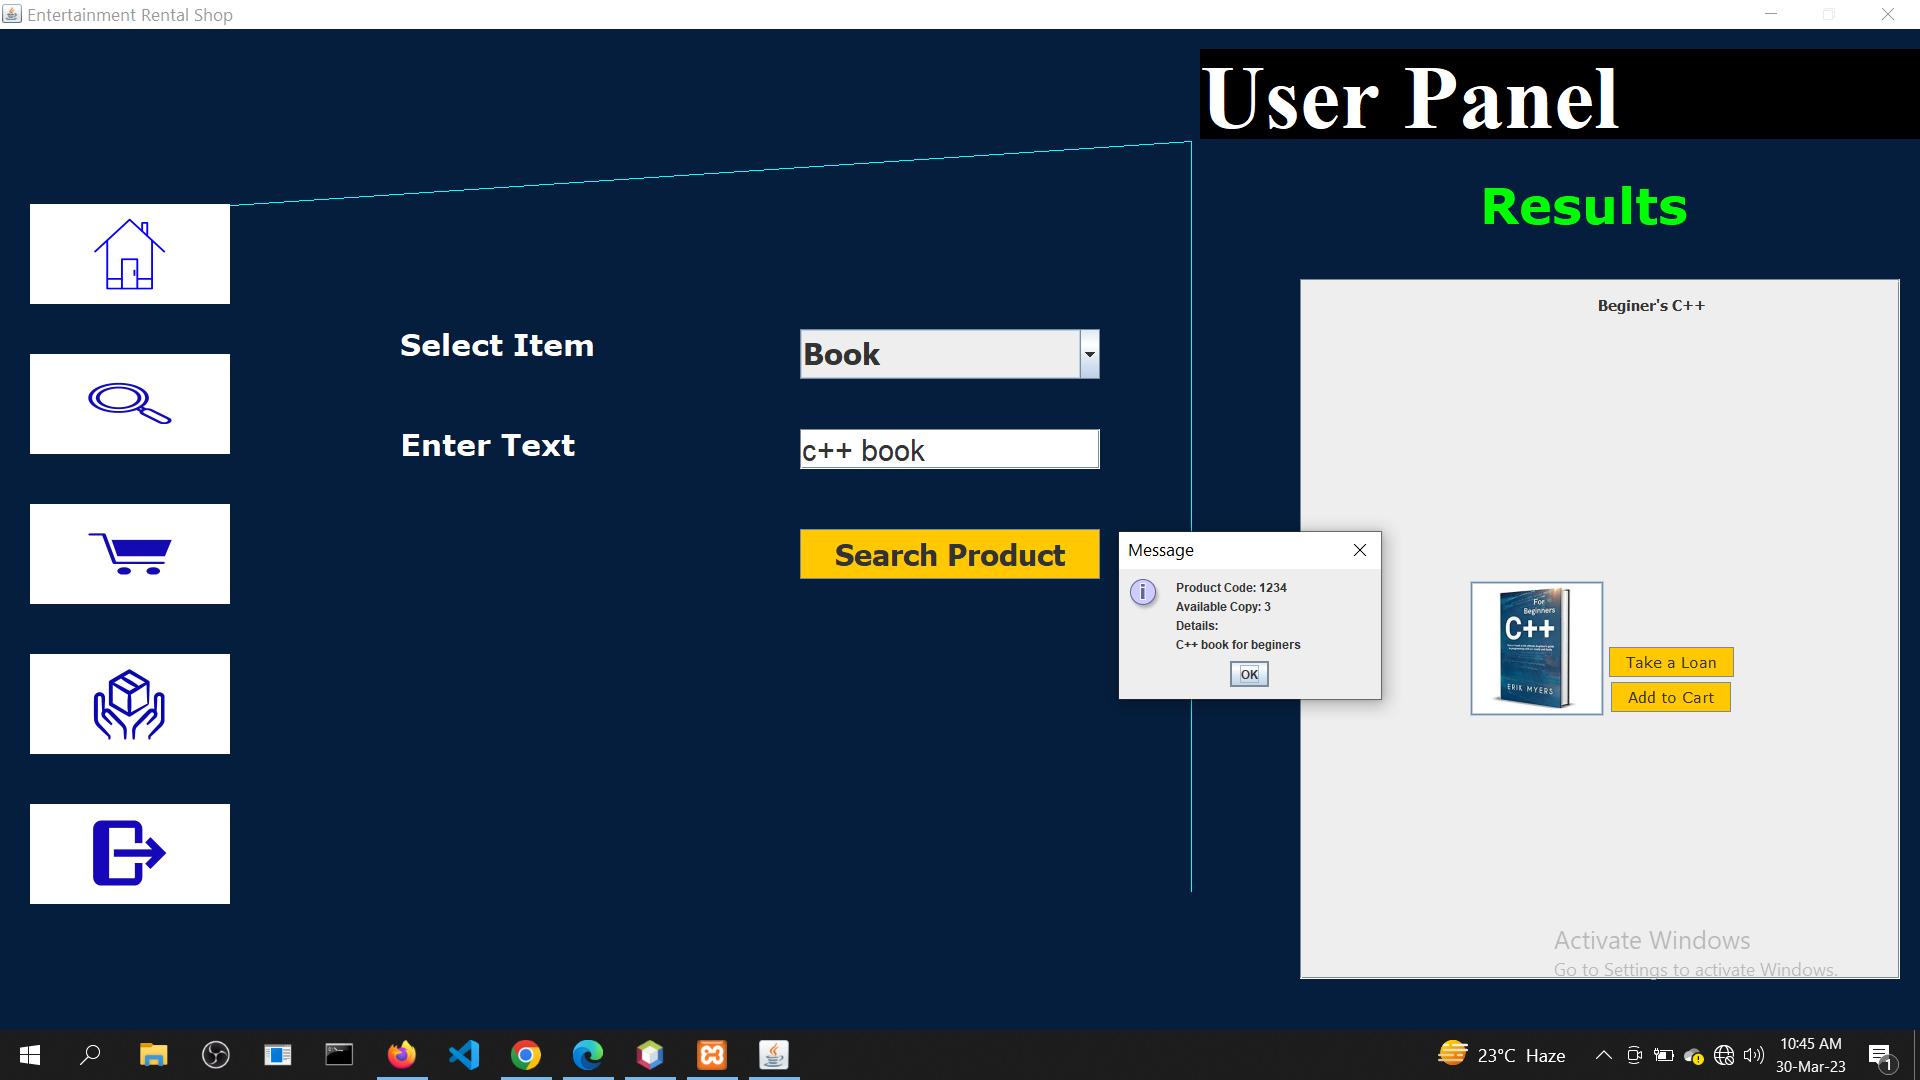 Entertainment Rental Shop
User Panel
Results
Select Item
Book
Enter Text
c++ book
Search Product
Message
Product Code: 1234
Available Copy: 3
Details:
C++ book for beginers
OK
Beginer's C++
For
Beginners
C++
ERIK MYERS
Take a Loan
Add to Cart
Activate Windows
Go to Settings to activate Windows.
23°C Haze
10:45 AM
30-Mar-23
1